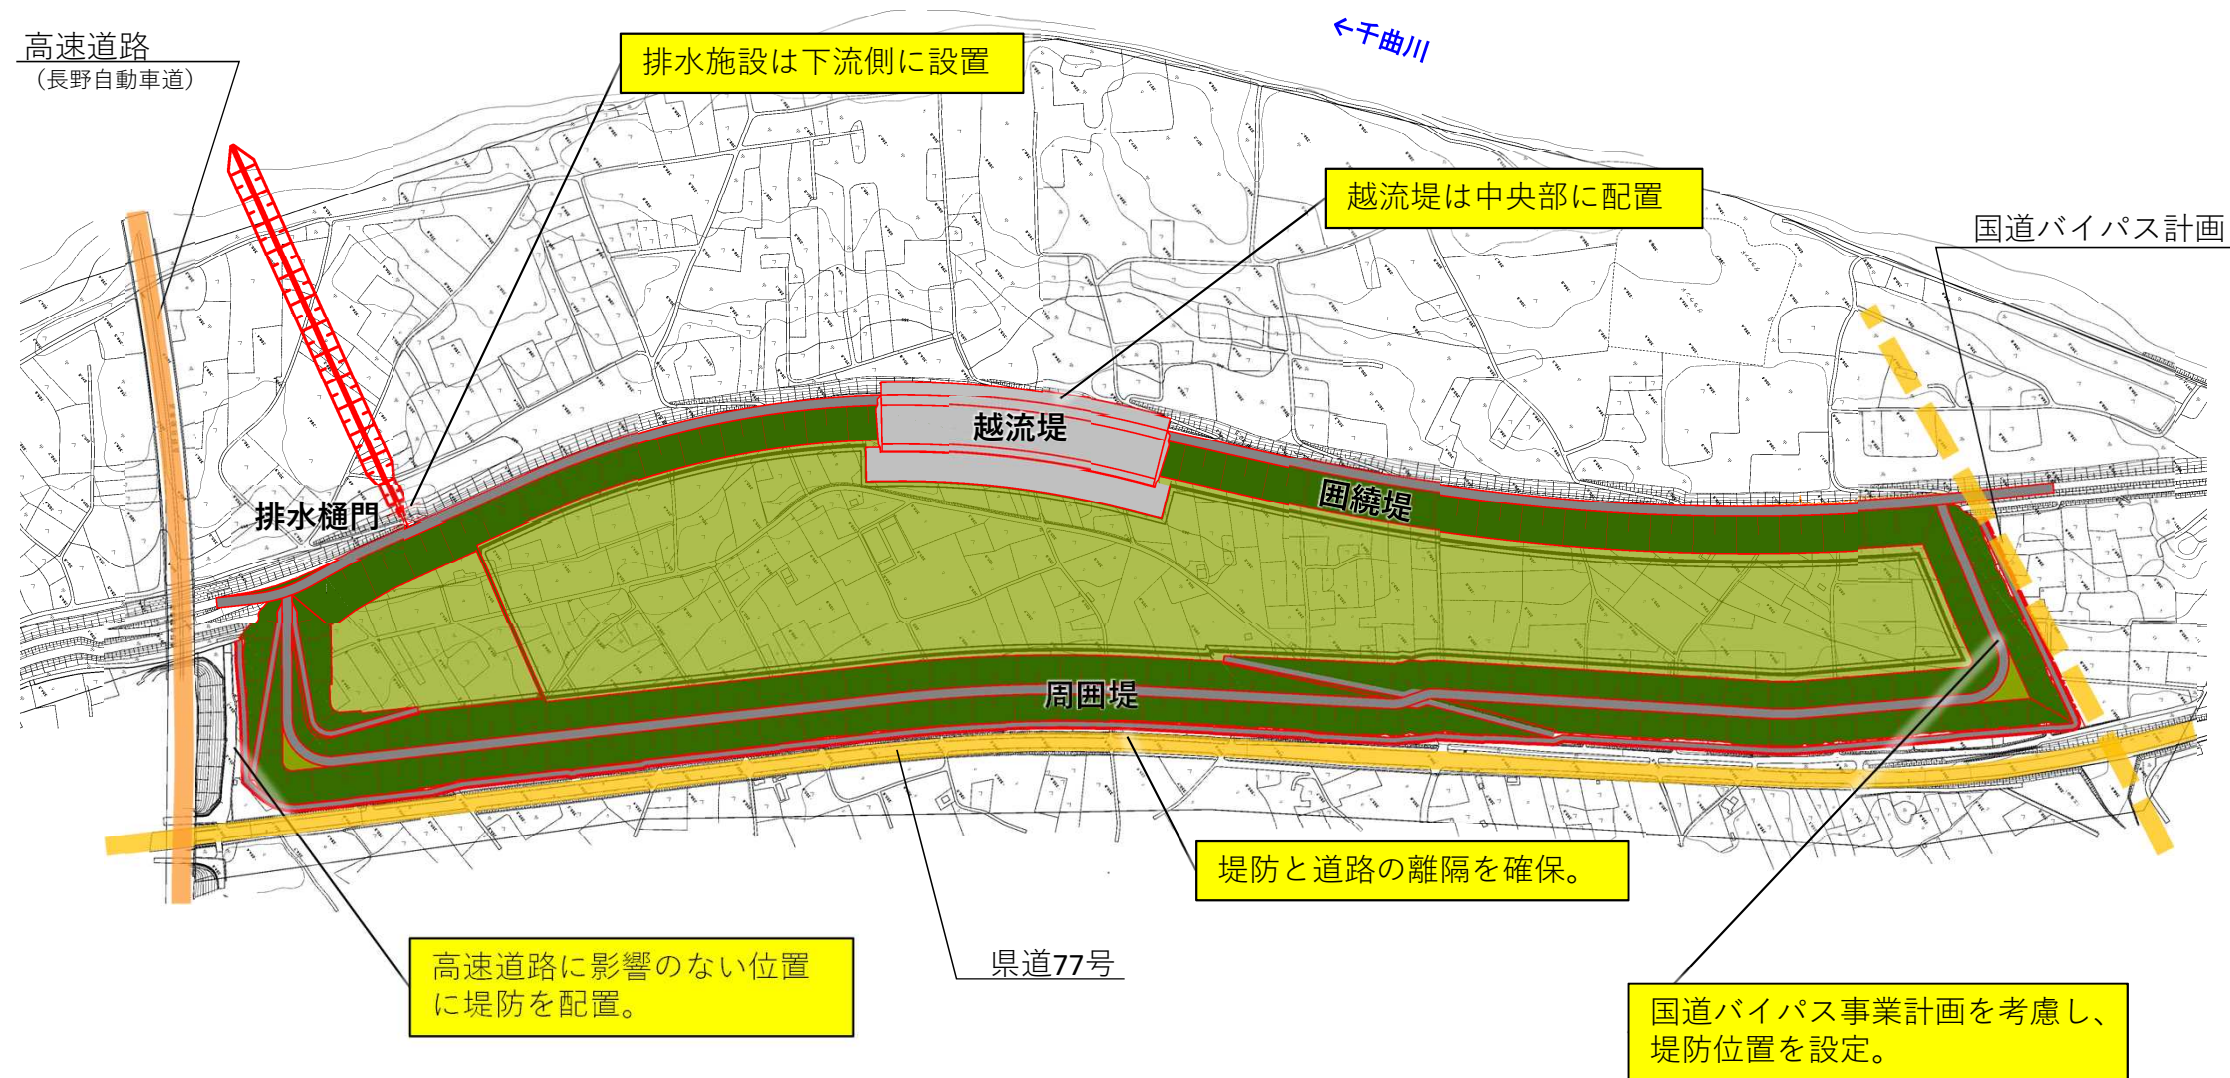 高速道路
（長野自動車道）
排水施設は下流側に設置
←千曲川
越流堤は中央部に配置
国道バイパス計画
越流堤
囲繞堤
排水樋門
周囲堤
堤防と道路の離隔を確保。
高速道路に影響のない位置
に堤防を配置。
県道77号
国道バイパス事業計画を考慮し、
堤防位置を設定。